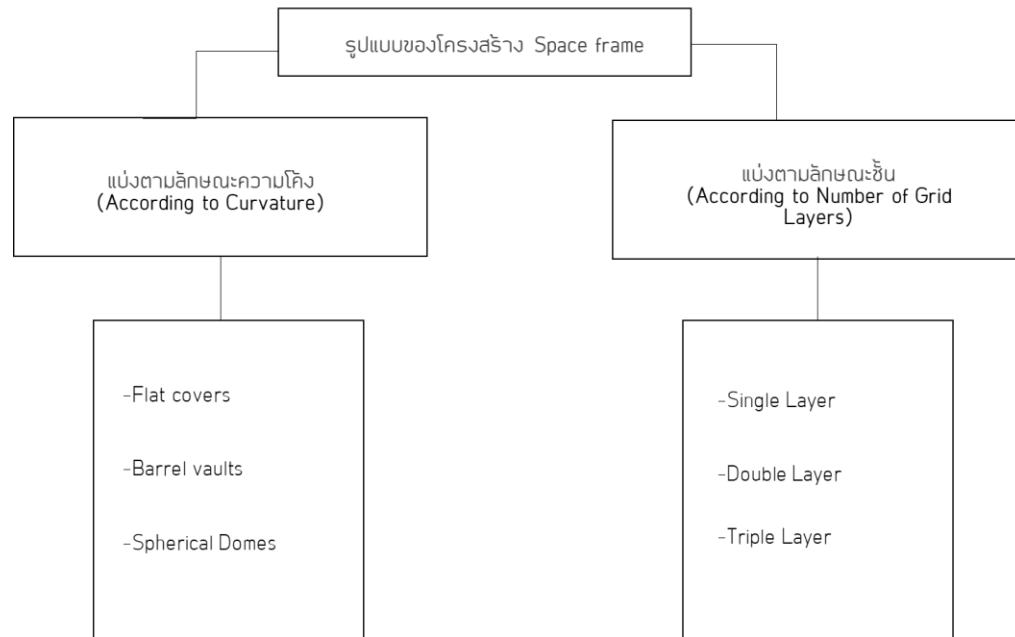 รูปแบบของโครงสร้าง Space frame
แบ่งตามลักษณะความโค้ง
(According to Curvature)
-Flat covers
-Barrel vaults
-Spherical Domes
แบ่งตามลักษณะชั้น
(According to Number of Grid
Layers)
-Single Layer
-Double Layer
-Triple Layer